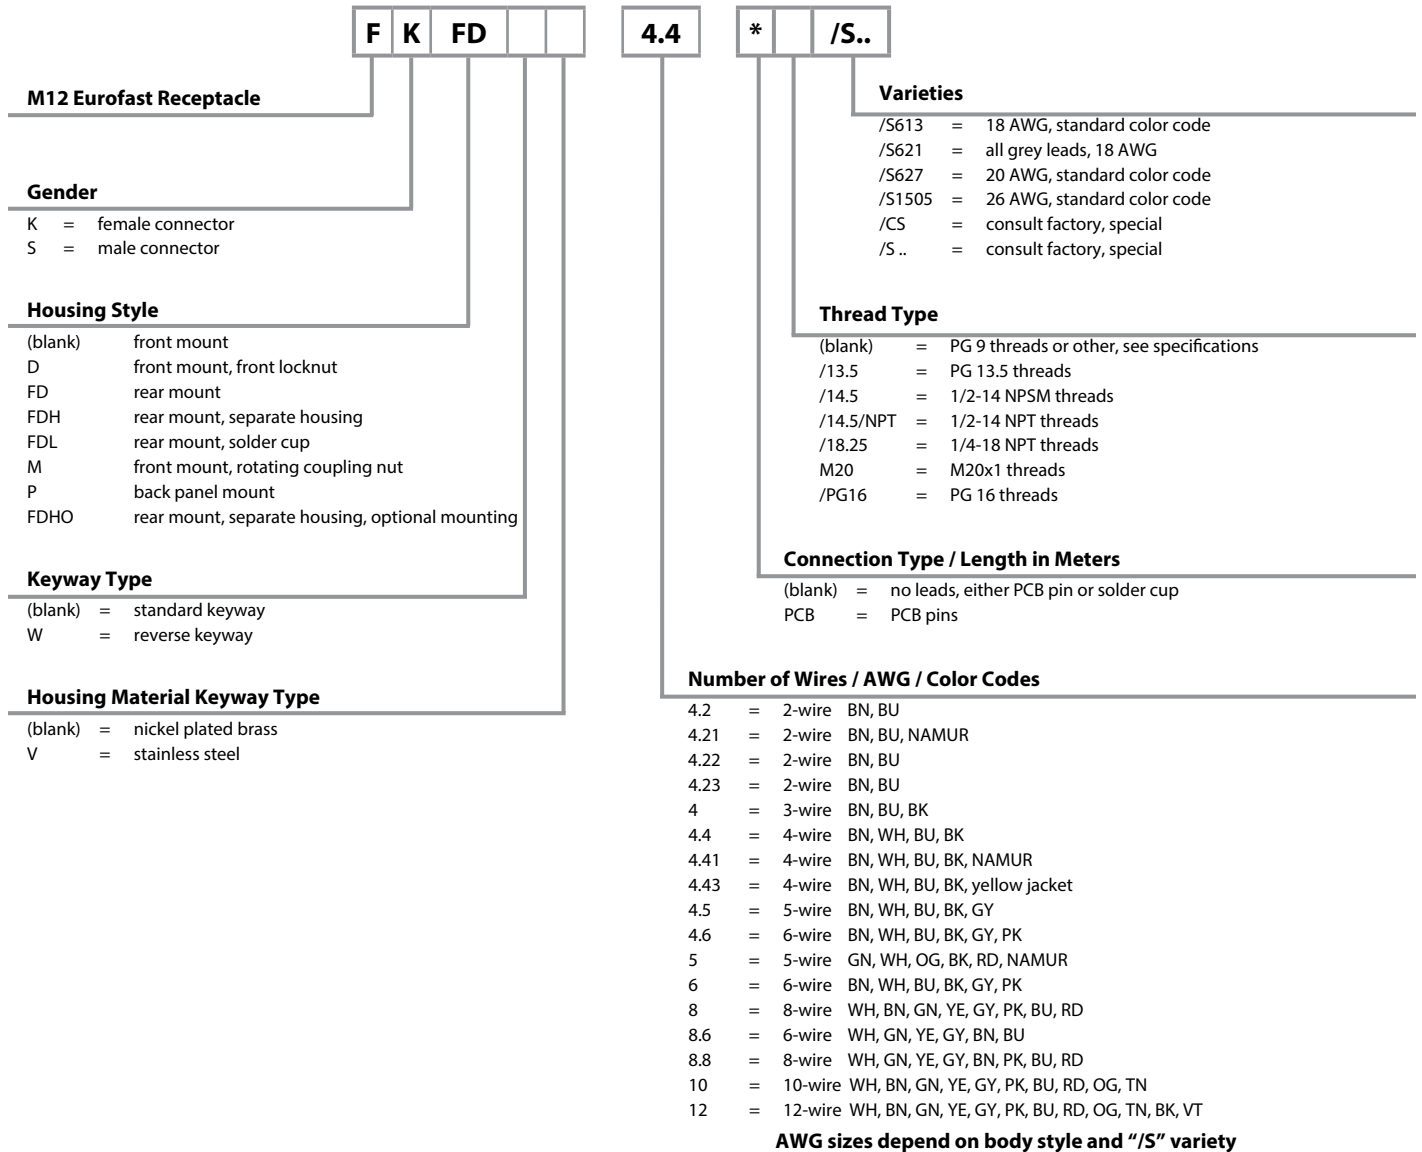 F K FD 4.4 * /S..
M12 Eurofast Receptacle
Gender
K = female connector
S = male connector
Housing Style
(blank) front mount
D front mount, front locknut
FD rear mount
FDH rear mount, separate housing
FDL rear mount, solder cup
M front mount, rotating coupling nut
P back panel mount
FDHO rear mount, separate housing, optional mounting
Keyway Type
(blank) = standard keyway
W = reverse keyway
Housing Material Keyway Type
(blank) = nickel plated brass
V = stainless steel
Varieties
/S613 = 18 AWG, standard color code
/S621 = all grey leads, 18 AWG
/S627 = 20 AWG, standard color code
/S1505 = 26 AWG, standard color code
/CS = consult factory, special
/S .. = consult factory, special
Thread Type
(blank) = PG 9 threads or other, see specifications
/13.5 = PG 13.5 threads
/14.5 = 1/2-14 NPSM threads
/14.5/NPT = 1/2-14 NPT threads
/18.25 = 1/4-18 NPT threads
M20 = M20x1 threads
/PG16 = PG 16 threads
Connection Type / Length in Meters
(blank) = no leads, either PCB pin or solder cup
PCB = PCB pins
Number of Wires / AWG / Color Codes
4.2 = 2-wire BN, BU
4.21 = 2-wire BN, BU, NAMUR
4.22 = 2-wire BN, BU
4.23 = 2-wire BN, BU
4 = 3-wire BN, BU, BK
4.4 = 4-wire BN, WH, BU, BK
4.41 = 4-wire BN, WH, BU, BK, NAMUR
4.43 = 4-wire BN, WH, BU, BK, yellow jacket
4.5 = 5-wire BN, WH, BU, BK, GY
4.6 = 6-wire BN, WH, BU, BK, GY, PK
5 = 5-wire GN, WH, OG, BK, RD, NAMUR
6 = 6-wire BN, WH, BU, BK, GY, PK
8 = 8-wire WH, BN, GN, YE, GY, PK, BU, RD
8.6 = 6-wire WH, GN, YE, GY, BN, BU
8.8 = 8-wire WH, GN, YE, GY, BN, PK, BU, RD
10 = 10-wire WH, BN, GN, YE, GY, PK, BU, RD, OG, TN
12 = 12-wire WH, BN, GN, YE, GY, PK, BU, RD, OG, TN, BK, VT
AWG sizes depend on body style and “/S” variety